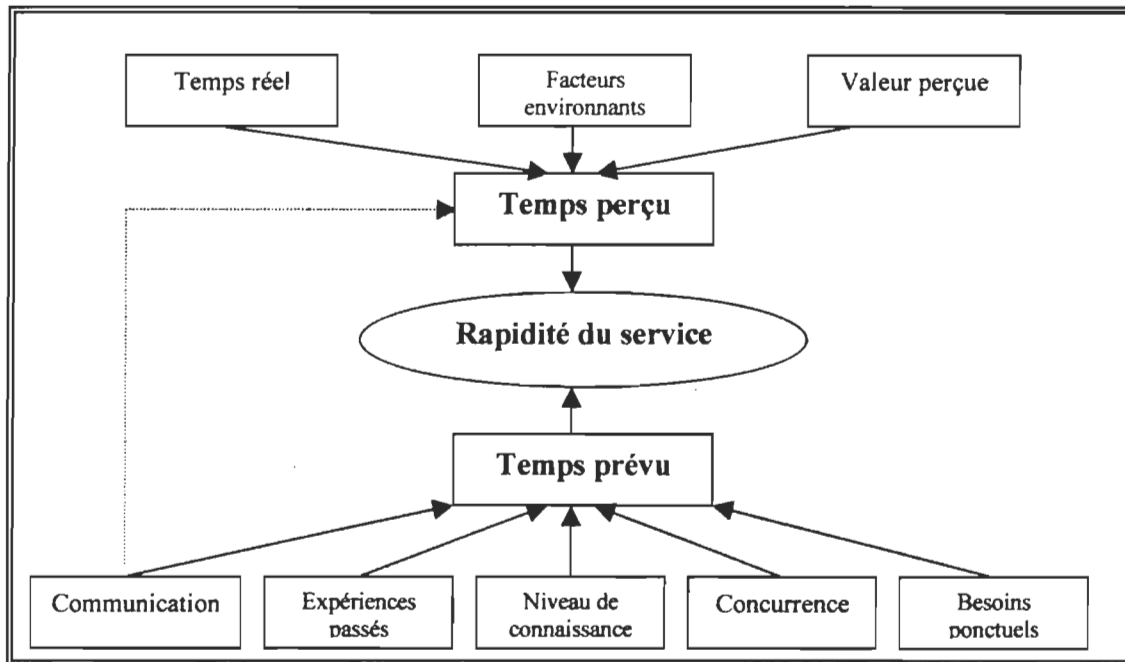 Temps réel
Facteurs
environnants
Valeur perçue
Temps perçu
Rapidité du service
Temps prévu
Communication
Expériences
passés
Niveau de
connaissance
Concurrence
Besoins
ponctuels